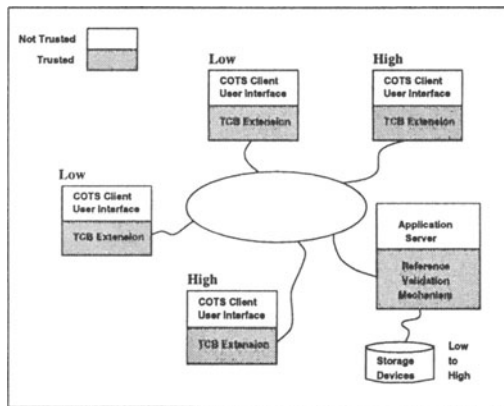 Not Trusted
Trusted
Low
COTS Client
User Interface
TCB Extension
High
COTS Client
User Interface
TCB Extension
Low
COTS Client
User Interface
TCB Extension
High
COTS Client
User Interface
TCB Extension
Application
Server
Reference
Validation
Mechanism
Storage
Devices
Low
to
High